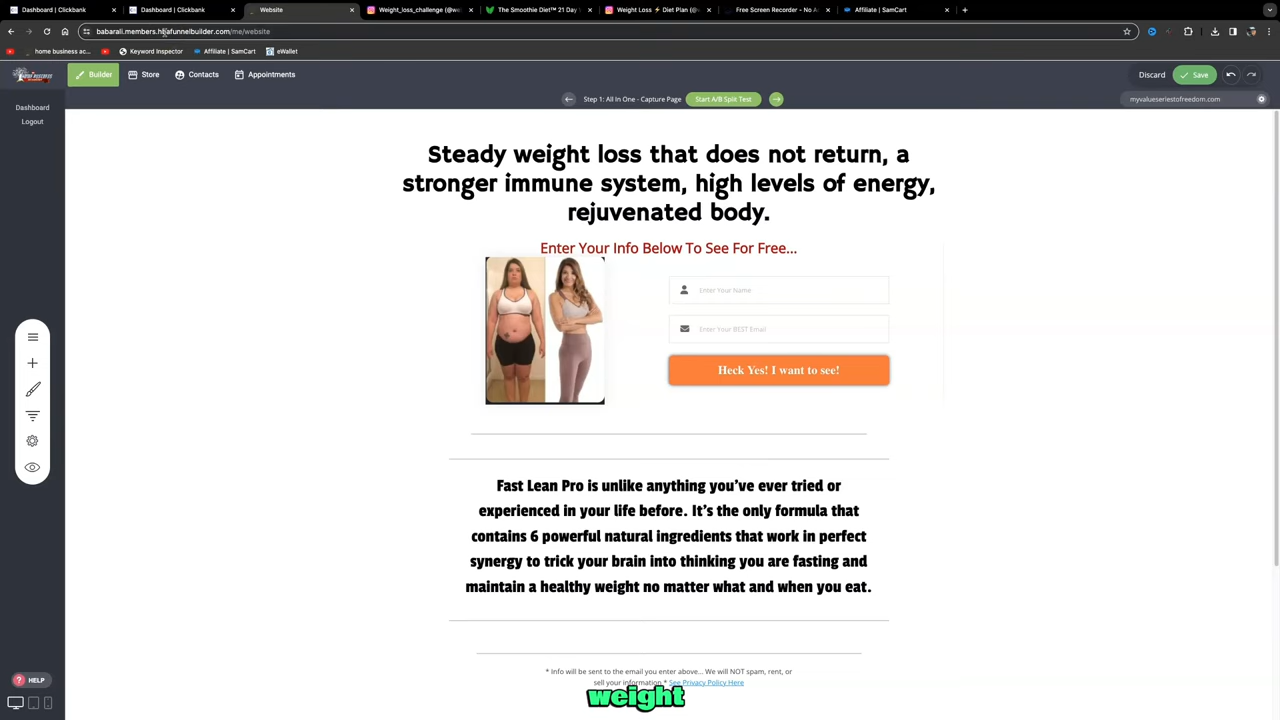 Dashboard | Clickbank
Dashboard | Clickbank
Website
Weight_loss_challenge (@we
The Smoothie Diet™ 21 Day
Weight Loss ⚡ Diet Plan (@
Free Screen Recorder - No A
Affiliate | SamCart
/me/website
home business ac...
Keyword Inspector
Affiliate | SamCart
eWallet
Builder
Store
Contacts
Appointments
Discard
Save
Dashboard
Logout
Step 1: All In One - Capture Page
Start A/B Split Test
myvalueseriestofreedom.com
Steady weight loss that does not return, a
stronger immune system, high levels of energy,
rejuvenated body.
Enter Your Info Below To See For Free...
Enter Your Name
Enter Your BEST Email
Heck Yes! I want to see!
Fast Lean Pro is unlike anything you've ever tried or
experienced in your life before. It's the only formula that
contains 6 powerful natural ingredients that work in perfect
synergy to trick your brain into thinking you are fasting and
maintain a healthy weight no matter what and when you eat.
* Info will be sent to the email you enter above... We will NOT spam, rent, or
sell your information * See Privacy Policy Here
weight
HELP